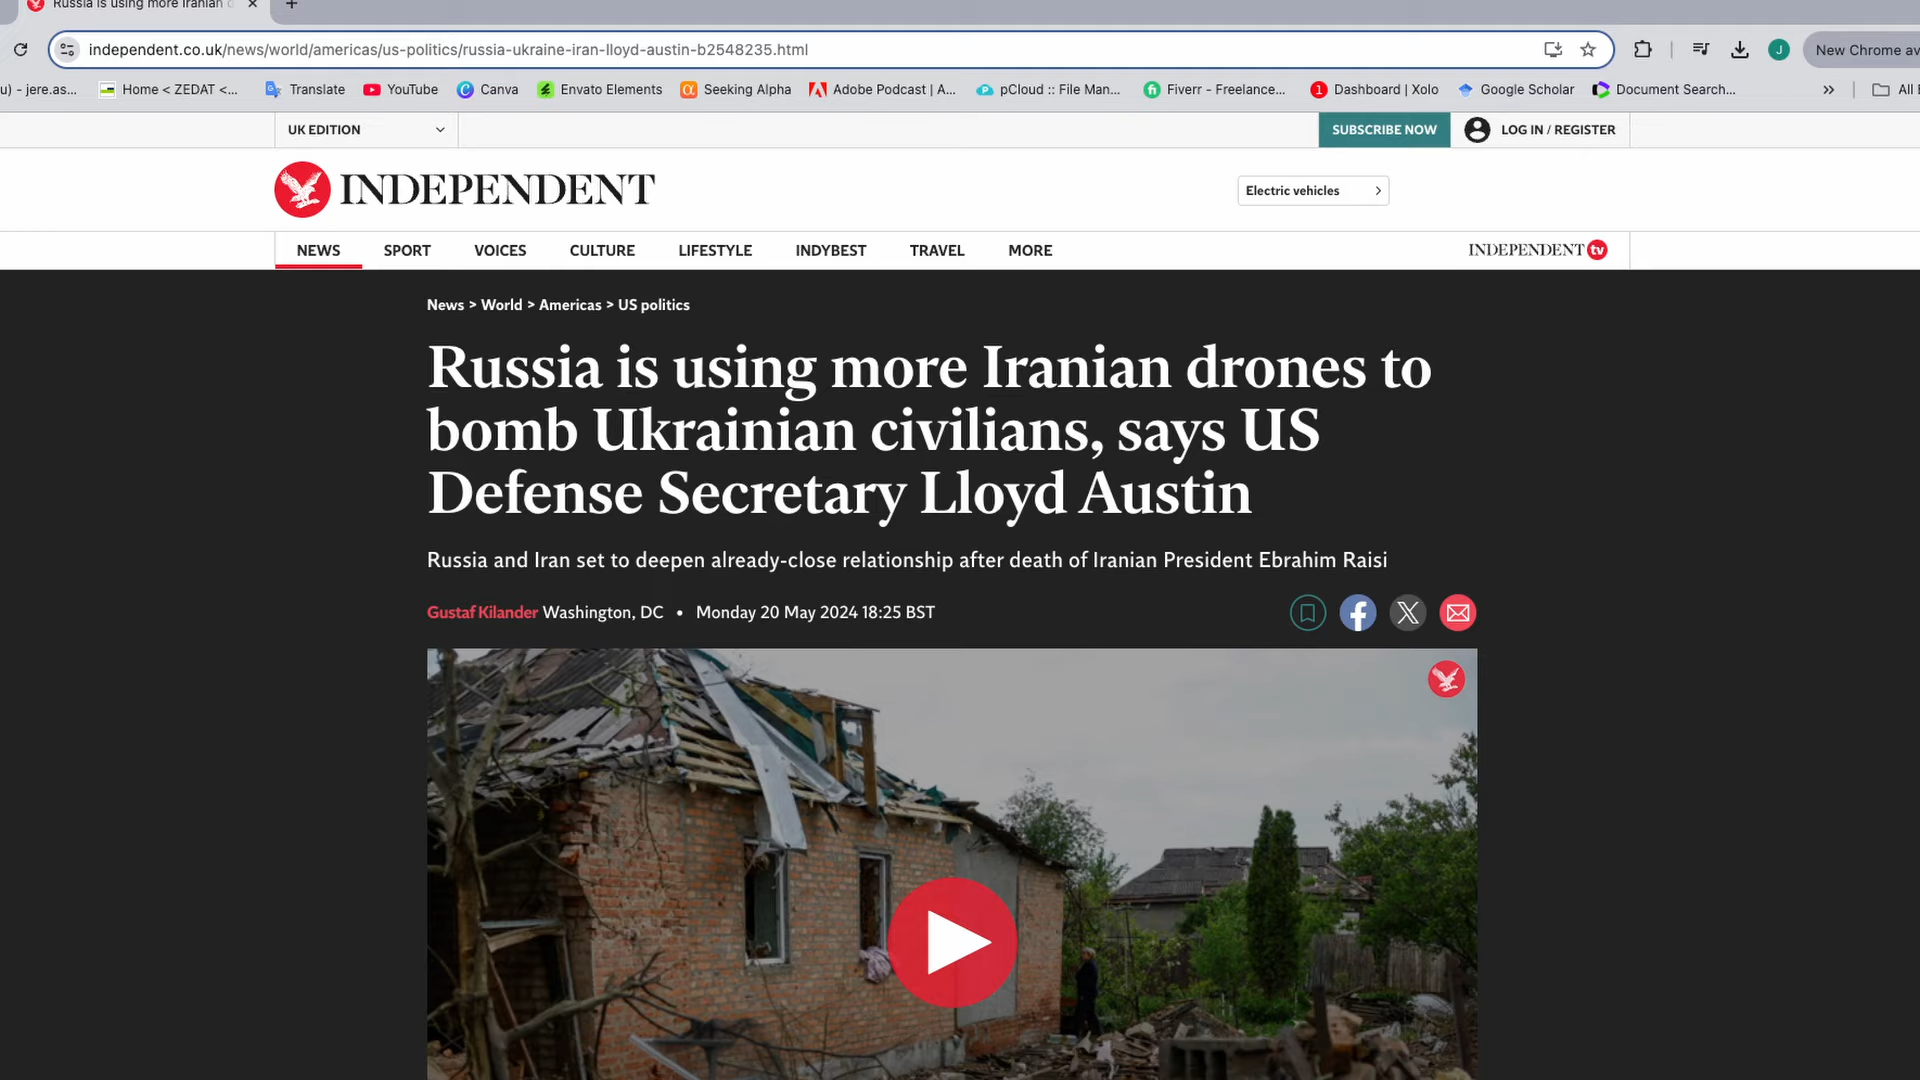 Russia is using more Iranian d
independent.co.uk/news/world/americas/us-politics/russia-ukraine-iran-lloyd-austin-b2548235.html
J
New Chrome av
u) - jere.as...
Home < ZEDAT <...
Translate
YouTube
Canva
Envato Elements
Seeking Alpha
Adobe Podcast | A...
pCloud :: File Man...
Fiverr - Freelance...
Dashboard | Xolo
Google Scholar
Document Search...
All
UK EDITION
SUBSCRIBE NOW
LOG IN / REGISTER
INDEPENDENT
Electric vehicles
NEWS SPORT VOICES CULTURE LIFESTYLE INDYBEST TRAVEL MORE
INDEPENDENT tv
News > World > Americas > US politics
Russia is using more Iranian drones to
bomb Ukrainian civilians, says US
Defense Secretary Lloyd Austin
Russia and Iran set to deepen already-close relationship after death of Iranian President Ebrahim Raisi
Gustaf Kilander Washington, DC • Monday 20 May 2024 18:25 BST